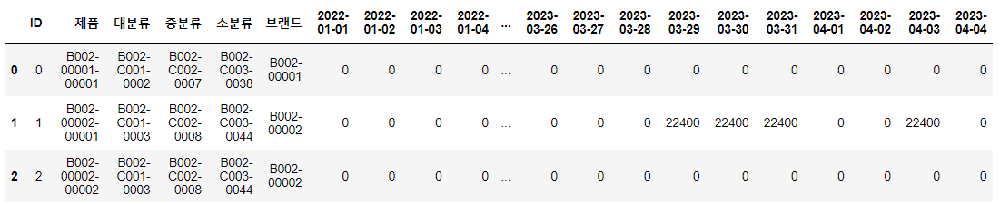 ID 제품 대분류 중분류 소분류 브랜드 2022-01-01 2022-01-02 2022-01-03 2022-01-04 ... 2023-03-26 2023-03-27 2023-03-28 2023-03-29 2023-03-30 2023-03-31 2023-04-01 2023-04-02 2023-04-03 2023-04-04
0 0 B002-00001-00001 B002-C001-0002 B002-C002-0007 B002-C003-0038 B002-00001 0 0 0 0 ... 0 0 0 0 0 0 0 0 0 0
1 1 B002-00002-00001 B002-C001-0003 B002-C002-0008 B002-C003-0044 B002-00002 0 0 0 0 ... 0 0 0 22400 22400 22400 0 0 22400 0
2 2 B002-00002-00002 B002-C001-0003 B002-C002-0008 B002-C003-0044 B002-00002 0 0 0 0 ... 0 0 0 0 0 0 0 0 0 0